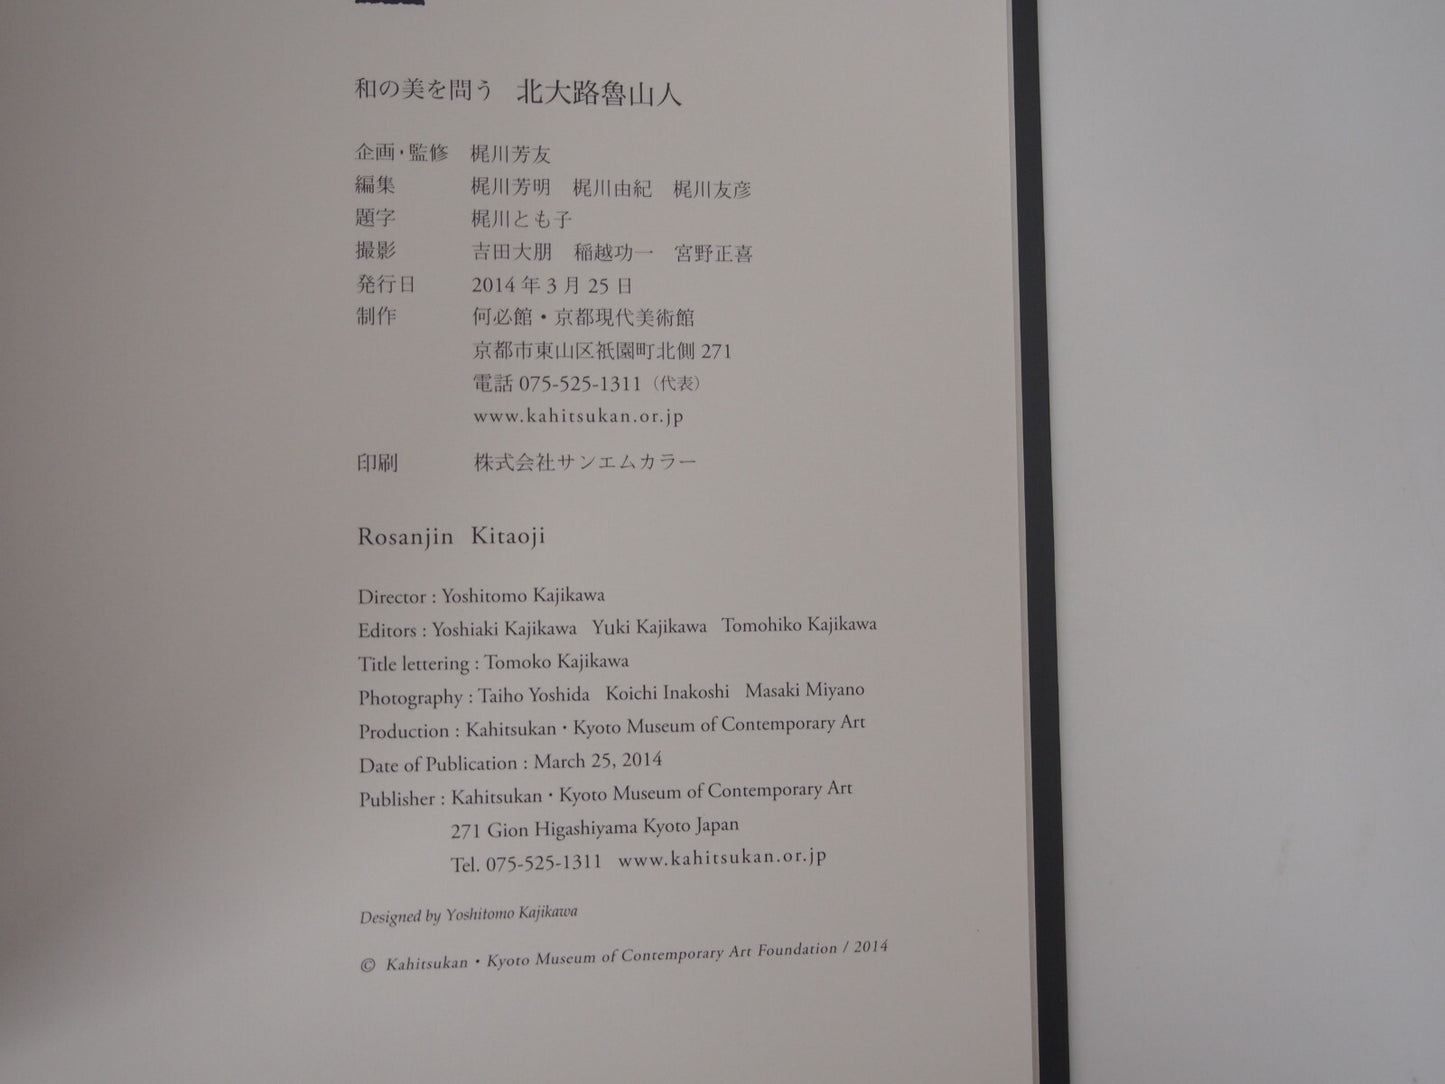 和の美を問う 北大路魯山人
企画・監修 梶川芳友
編集 梶川芳明 梶川由紀 梶川友彦
題字 梶川とも子
撮影 吉田大朋 稲越功一 宮野正喜
発行日 2014 年 3 月 25 日
制作 何必館・京都現代美術館
京都市東山区祇園町北側 271
電話 075-525-1311（代表）
www.kahitsukan.or.jp
印刷 株式会社サンエムカラー
Rosanjin Kitaoji
Director : Yoshitomo Kajikawa
Editors : Yoshiaki Kajikawa Yuki Kajikawa Tomohiko Kajikawa
Title lettering : Tomoko Kajikawa
Photography : Taiho Yoshida Koichi Inakoshi Masaki Miyano
Production : Kahitsukan・Kyoto Museum of Contemporary Art
Date of Publication : March 25, 2014
Publisher : Kahitsukan・Kyoto Museum of Contemporary Art
271 Gion Higashiyama Kyoto Japan
Tel. 075-525-1311 www.kahitsukan.or.jp
Designed by Yoshitomo Kajikawa
© Kahitsukan・Kyoto Museum of Contemporary Art Foundation / 2014